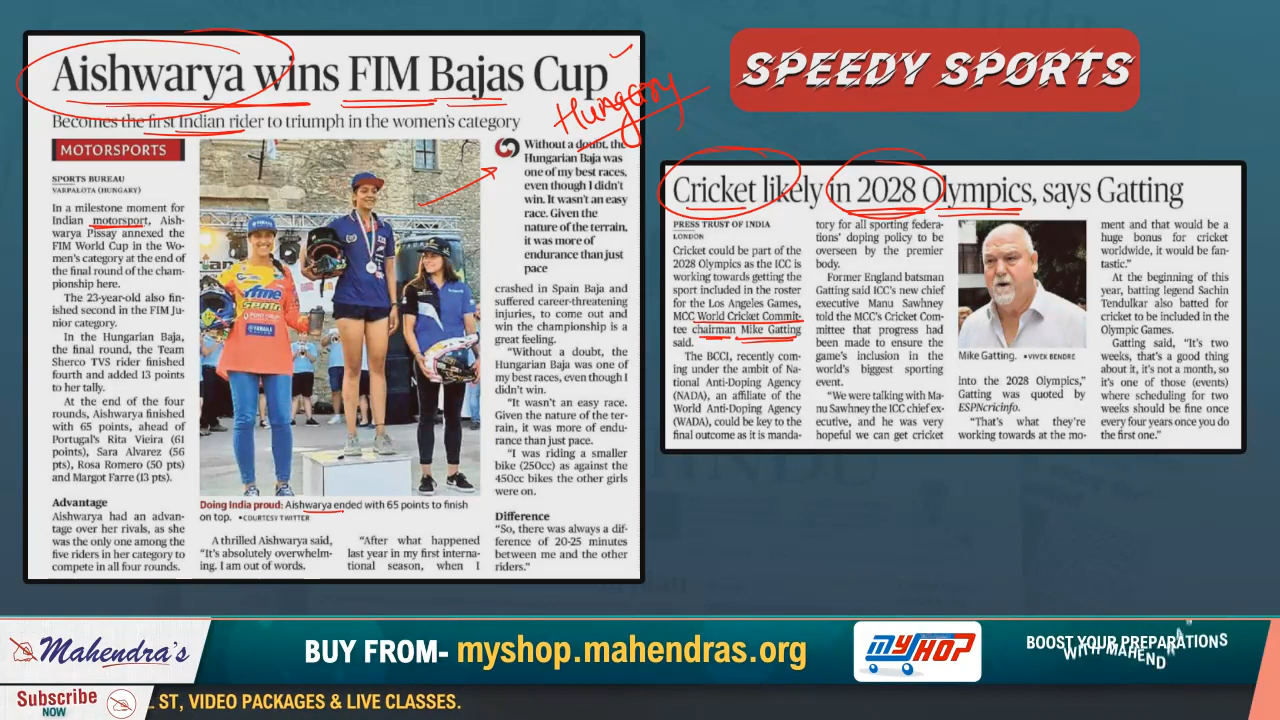 Aishwarya wins FIM Bajas Cup
Becomes the first Indian rider to triumph in the women's category
Hungary
MOTORSPORTS
SPORTS BUREAU
VARPALOTA (HUNGARY)
In a milestone moment for
Indian motorsport, Aish-
warya Pissay annexed the
FIM World Cup in the Wo-
men's category at the end of
the final round of the cham-
pionship here.
The 23-year-old also fin-
ished second in the FIM Ju-
nior category.
In the Hungarian Baja,
the final round, the Team
Sherco TVS rider finished
fourth and added 13 points
to her tally.
At the end of the four
rounds, Aishwarya finished
with 65 points, ahead of
Portugal's Rita Vieira (61
points), Sara Alvarez (56
pts), Rosa Romero (50 pts)
and Margot Farre (13 pts).
Advantage
Aishwarya had an advan-
tage over her rivals, as she
was the only one among the
five riders in her category to
compete in all four rounds.
Doing India proud: Aishwarya ended with 65 points to finish
on top. •COURTESY TWITTER
A thrilled Aishwarya said,
"It's absolutely overwhelm-
ing. I am out of words.
"After what happened
last year in my first interna-
tional season, when I
Without a doubt, the
Hungarian Baja was
one of my best races,
even though I didn't
win. It wasn't an easy
race. Given the
nature of the terrain,
it was more of
endurance than just
pace
crashed in Spain Baja and
suffered career-threatening
injuries, to come out and
win the championship is a
great feeling.
"Without a doubt, the
Hungarian Baja was one of
my best races, even though I
didn't win.
"It wasn't an easy race.
Given the nature of the ter-
rain, it was more of endu-
rance than just pace.
"I was riding a smaller
bike (250cc) as against the
450cc bikes the other girls
were on.
Difference
"So, there was always a dif-
ference of 20-25 minutes
between me and the other
riders."
SPEEDY SPORTS
Cricket likely in 2028 Olympics, says Gatting
PRESS TRUST OF INDIA
LONDON
Cricket could be part of the
2028 Olympics as the ICC is
working towards getting the
sport included in the roster
for the Los Angeles Games,
MCC World Cricket Commit-
tee chairman Mike Gatting
said.
The BCCI, recently com-
ing under the ambit of Na-
tional Anti-Doping Agency
(NADA), an affiliate of the
World Anti-Doping Agency
(WADA), could be key to the
final outcome as it is manda-
tory for all sporting federa-
tions' doping policy to be
overseen by the premier
body.
Former England batsman
Gatting said ICC's new chief
executive Manu Sawhney
told the MCC's Cricket Com-
mittee that progress had
been made to ensure the
game's inclusion in the
world's biggest sporting
event.
"We were talking with Ma-
nu Sawhney the ICC chief ex-
ecutive, and he was very
hopeful we can get cricket
Mike Gatting. •VIVEK BENDRE
into the 2028 Olympics,"
Gatting was quoted by
ESPNcricinfo.
"That's what they're
working towards at the mo-
ment and that would be a
huge bonus for cricket
worldwide, it would be fan-
tastic."
At the beginning of this
year, batting legend Sachin
Tendulkar also batted for
cricket to be included in the
Olympic Games.
Gatting said, "It's two
weeks, that's a good thing
about it, it's not a month, so
it's one of those (events)
where scheduling for two
weeks should be fine once
every four years once you do
the first one."
Mahendra's
BUY FROM- myshop.mahendras.org
MYSHOP
BOOST YOUR PREPARATIONS
WITH MAHENDRA
Subscribe
NOW
ST, VIDEO PACKAGES & LIVE CLASSES.